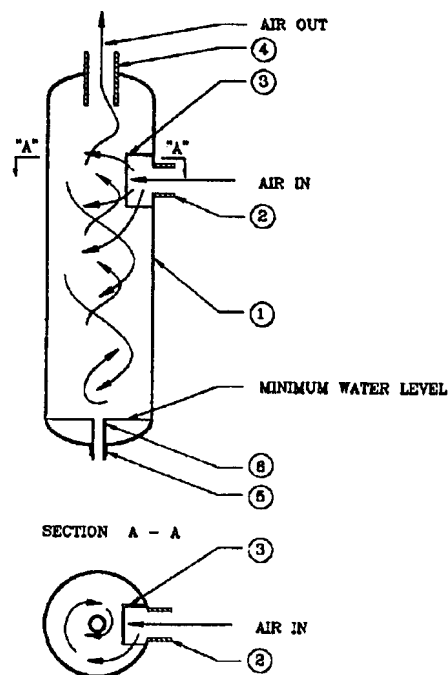 AIR OUT
4
3
"A" "A"
AIR IN
2
1
MINIMUM WATER LEVEL
6
5
SECTION A - A
3
AIR IN
2